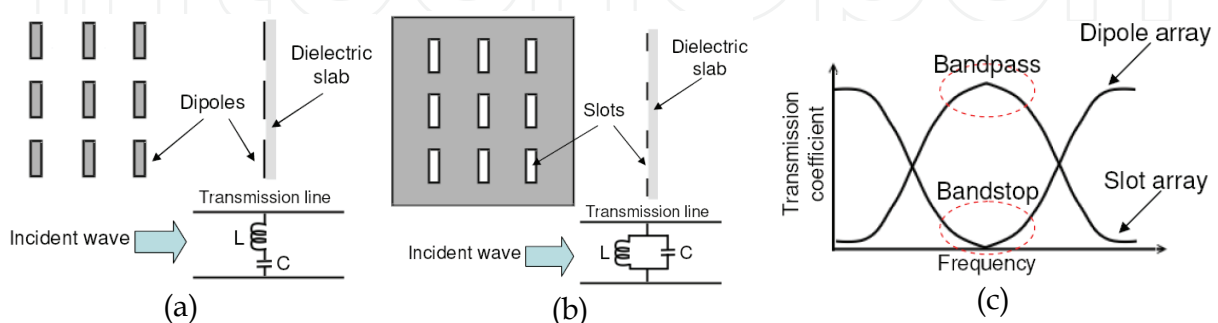 (a)
Dielectric
slab
Dipoles
Transmission line
Incident wave
L
C
(a)
(b)
Dielectric
slab
Slots
Transmission line
Incident wave
L
C
(b)
(c)
Dipole array
Bandpass
Transmission
coefficient
Bandstop
Slot array
Frequency
(c)